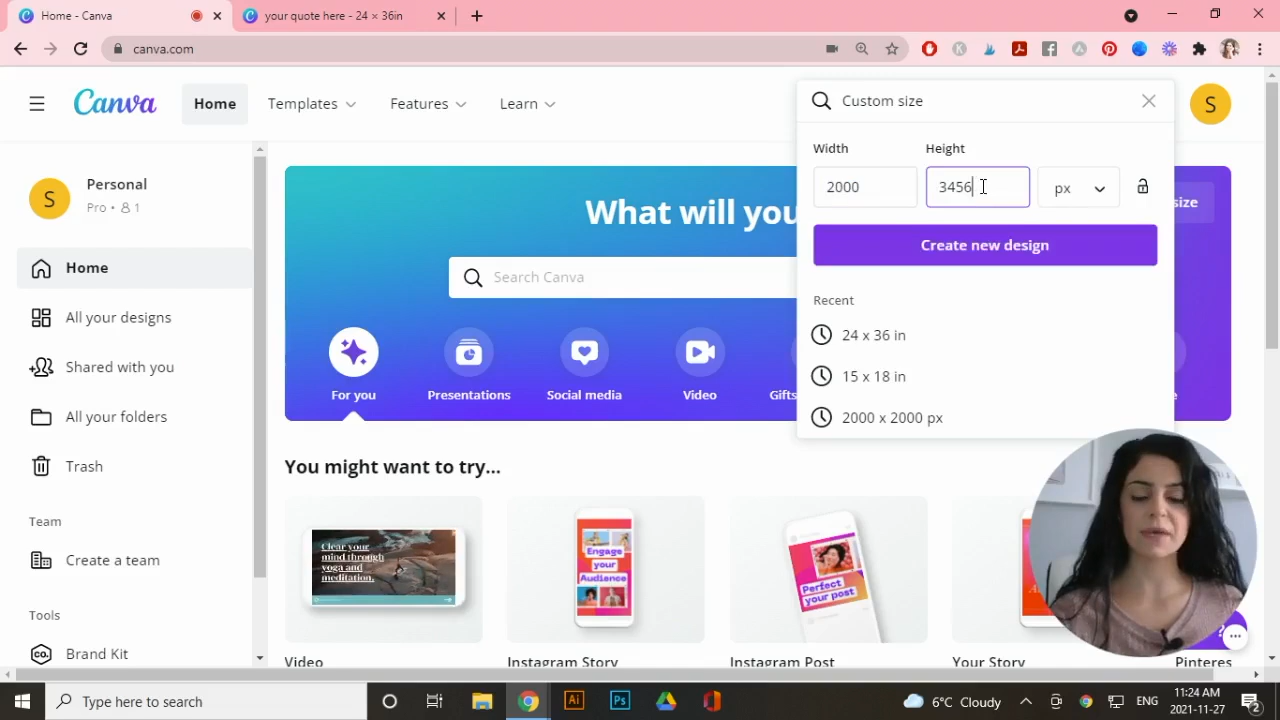 Home - Canva
your quote here - 24 × 36in
canva.com
Canva
Home
Templates
Features
Learn
S
Custom size
Width
Height
2000
3456
px
Create new design
Recent
24 x 36 in
15 x 18 in
2000 x 2000 px
S
Personal
Pro • 1
Home
All your designs
Shared with you
All your folders
Trash
Team
Create a team
Tools
CO.
Brand Kit
What will you
size
Search Canva
For you
Presentations
Social media
Video
Gifts
You might want to try...
Clear your
mind through
yoga and
meditation.
Engage
your
Audience
Perfect
your post
Video
Instagram Story
Instagram Post
Your Story
Pinteres
Type here to search
Ai
Ps
6°C Cloudy
ENG
11:24 AM
2021-11-27
2